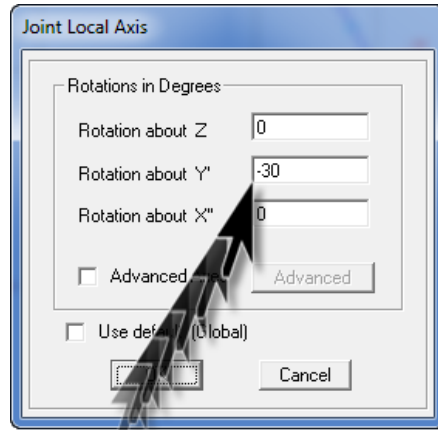 Joint Local Axis
Rotations in Degrees
Rotation about Z 0
Rotation about Y' -30
Rotation about X'' 0
Advanced Advanced
Use (Global)
Cancel